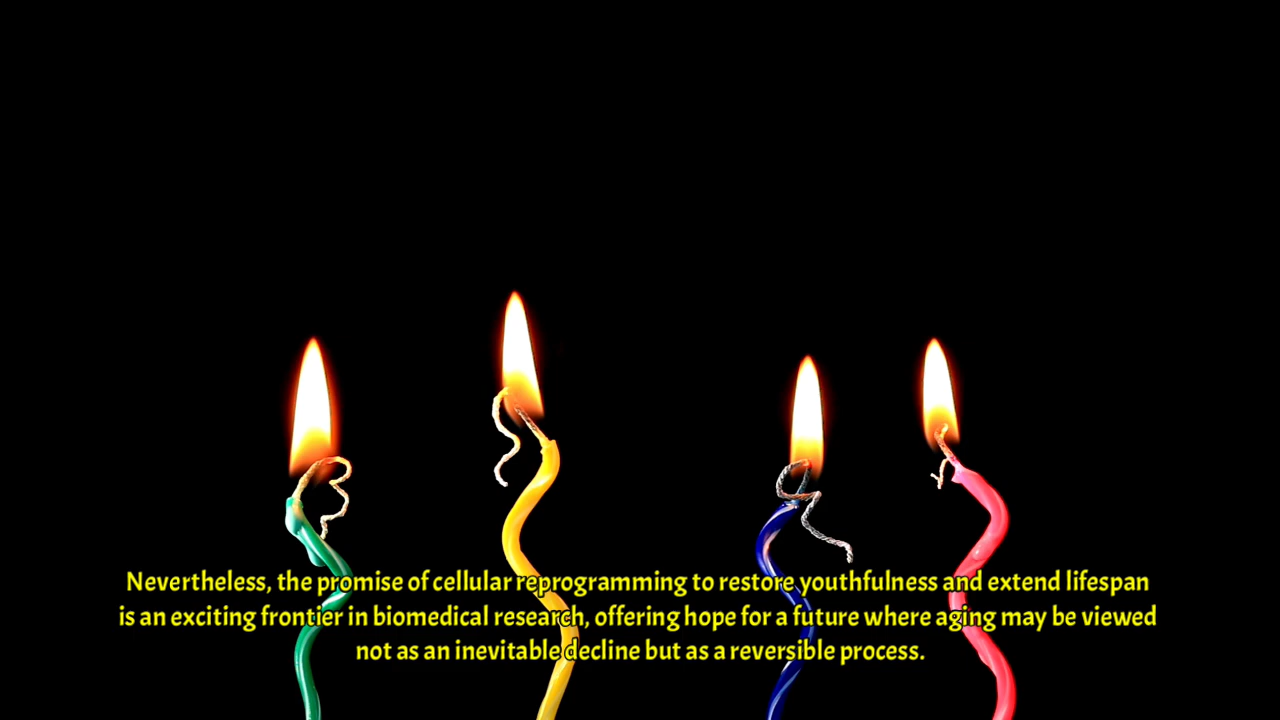 Nevertheless, the promise of cellular reprogramming to restore youthfulness and extend lifespan
is an exciting frontier in biomedical research, offering hope for a future where aging may be viewed
not as an inevitable decline but as a reversible process.